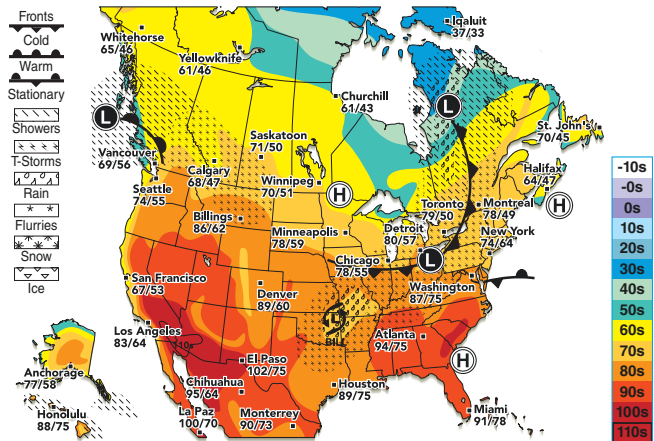 Fronts
Cold
Warm
Stationary
Showers
T-Storms
Rain
Flurries
Snow
Ice
Whitehorse
65/46
Yellowknife
61/46
Iqaluit
37/33
Churchill
61/43
L
L
St. John's
70/45
Vancouver
69/56
Saskatoon
71/50
Calgary
68/47
Winnipeg
70/51
H
Halifax
64/47
H
Seattle
74/55
Billings
86/62
Minneapolis
78/59
Toronto
79/50
Montreal
78/49
Detroit
80/57
New York
74/64
Chicago
78/55
L
San Francisco
67/53
Denver
89/60
Washington
87/75
Los Angeles
83/64
110s
L
BILL
Atlanta
94/75
El Paso
102/75
H
Anchorage
77/58
Chihuahua
95/64
Houston
89/75
Honolulu
88/75
La Paz
100/70
Monterrey
90/73
Miami
91/78
-10s
-0s
0s
10s
20s
30s
40s
50s
60s
70s
80s
90s
100s
110s